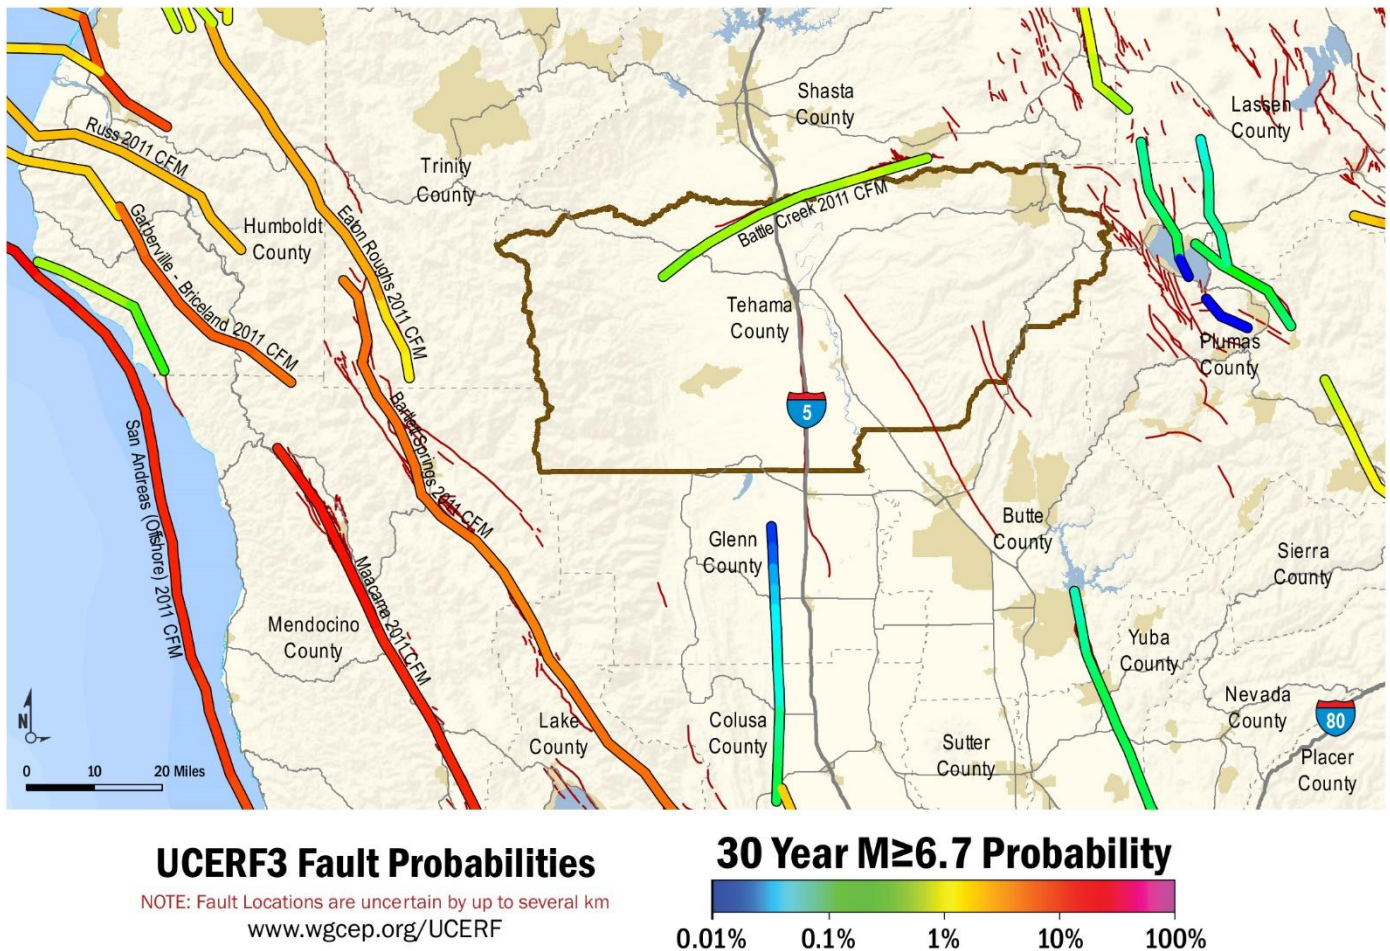 Shasta
County
Lassen
County
Trinity
County
Russ 2011 CFM
Humboldt
County
Eaton Roughs 2011 CFM
Battle Creek 2011 CFM
Garberville - Briceland 2011 CFM
Tehama
County
Plumas
County
5
Bartlett Springs 2011 CFM
San Andreas (Offshore) 2011 CFM
Maacama 2011 CFM
Glenn
County
Butte
County
Sierra
County
Mendocino
County
Yuba
County
Nevada
County
80
Lake
County
Colusa
County
Sutter
County
Placer
County
N
0 10 20 Miles
UCERF3 Fault Probabilities
NOTE: Fault Locations are uncertain by up to several km
www.wgcep.org/UCERF
30 Year M≥6.7 Probability
0.01% 0.1% 1% 10% 100%